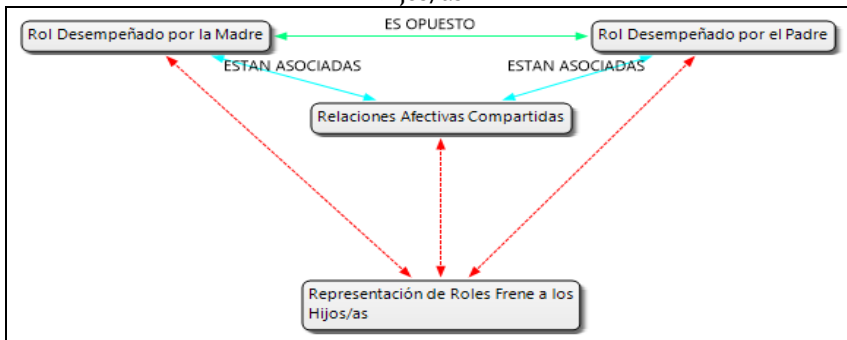 ES OPUESTO
Rol Desempeñado por la Madre
Rol Desempeñado por el Padre
ESTAN ASOCIADAS
ESTAN ASOCIADAS
Relaciones Afectivas Compartidas
Representación de Roles Frene a los
Hijos/as